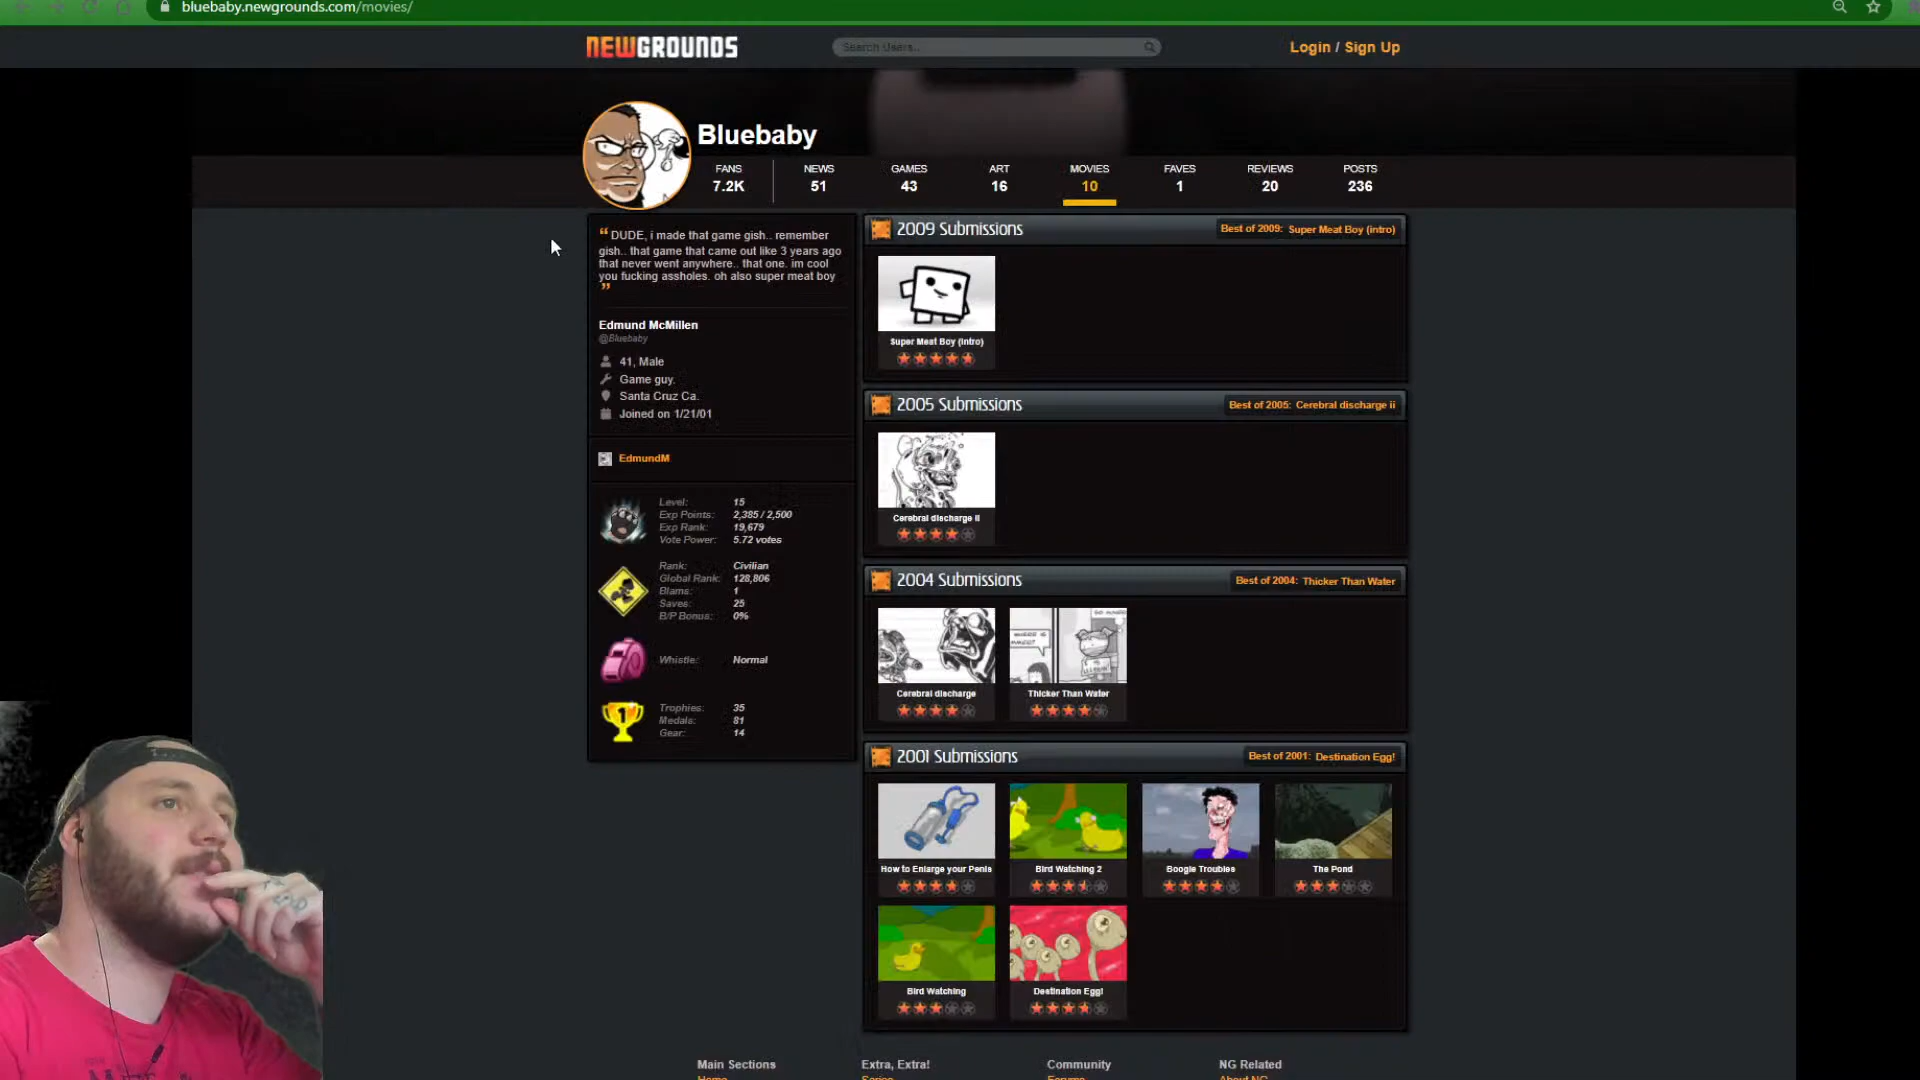 bluebaby.newgrounds.com/movies/
NEWGROUNDS
Search Users..
Login / Sign Up
Bluebaby
FANS NEWS GAMES ART MOVIES FAVES REVIEWS POSTS
7.2K 51 43 16 10 1 20 236
“ DUDE, i made that game gish.. remember
gish.. that game that came out like 3 years ago
that never went anywhere.. that one. im cool
you fucking assholes. oh also super meat boy
”
Edmund McMillen
@Bluebaby
41, Male
Game guy.
Santa Cruz Ca.
Joined on 1/21/01
EdmundM
Level: 15
Exp Points: 2,385 / 2,500
Exp Rank: 19,679
Vote Power: 5.72 votes
Rank: Civilian
Global Rank: 128,806
Blams: 1
Saves: 25
B/P Bonus: 0%
Whistle: Normal
Trophies: 35
Medals: 81
Gear: 14
2009 Submissions Best of 2009: Super Meat Boy (intro)
Super Meat Boy (intro)
2005 Submissions Best of 2005: Cerebral discharge ii
Cerebral discharge ii
2004 Submissions Best of 2004: Thicker Than Water
Cerebral discharge Thicker Than Water
2001 Submissions Best of 2001: Destination Egg!
How to Enlarge your Penis Bird Watching 2 Boogie Troubles The Pond
Bird Watching Destination Egg!
Main Sections Extra, Extra! Community NG Related
Home Series Forums About NG